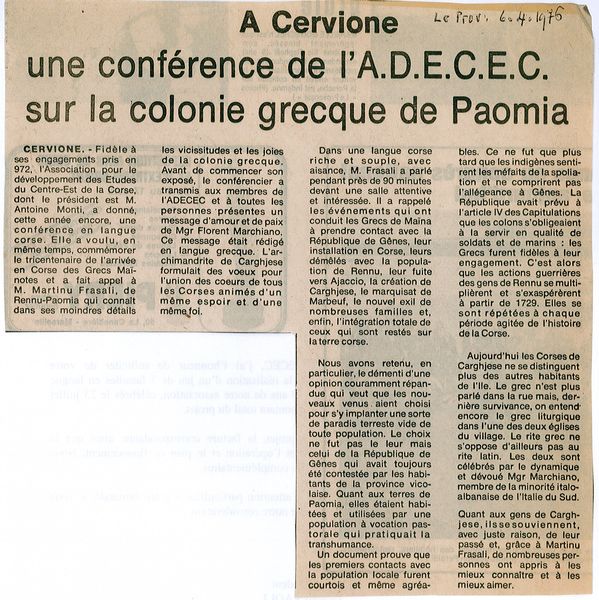 A Cervione
Le Prov. 6.4.1976
une conférence de l'A.D.E.C.E.C.
sur la colonie grecque de Paomia
CERVIONE. - Fidèle à
ses engagements pris en
972, l'Association pour le
développement des Etudes
du Centre-Est de la Corse,
dont le président est M.
Antoine Monti, a donné,
cette année encore, une
conférence en langue
corse. Elle a voulu, en
même temps, commémorer
le tricentenaire de l'arrivée
en Corse des Grecs Maï-
notes et a fait appel à
M. Martinu Frasali, de
Rennu-Paomia qui connaît
dans ses moindres détails
les vicissitudes et les joies
de la colonie grecque.
Avant de commencer son
exposé, le conférencier à
transmis aux membres de
l'ADECEC et à toutes les
personnes présentes un
message d'amour et de paix
de Mgr Florent Marchiano.
Ce message était rédigé
en langue grecque. L'ar-
chimandrite de Carghjese
formulait des voeux pour
l'union des coeurs de tous
les Corses animés d'un
même espoir et d'une
même foi.
Dans une langue corse
riche et souple, avec
aisance, M. Frasali a parlé
pendant près de 90 minutes
devant une salle attentive
et intéressée. Il a rappelé
les événements qui ont
conduit les Grecs de Maïna
à prendre contact avec la
République de Gênes, leur
installation en Corse, leurs
démêlés avec la popula-
tion de Rennu, leur fuite
vers Ajaccio, la création de
Carghjese, le marquisat de
Marbeuf, le nouvel exil de
nombreuses familles et,
enfin, l'intégration totale de
ceux qui sont restés sur
la terre corse.
Nous avons retenu, en
particulier, le démenti d'une
opinion couramment répan-
due qui veut que les nou-
veaux venus aient choisi
pour s'y implanter une sorte
de paradis terreste vide de
toute population. Le choix
ne fut pas le leur mais
celui de la République de
Gênes qui avait toujours
été contestée par les habi-
tants de la province vico-
laise. Quant aux terres de
Paomia, elles étaient habi-
tées et utilisées par une
population à vocation pas-
torale qui pratiquait la
transhumance.
Un document prouve que
les premiers contacts avec
la population locale furent
courtois et même agréa-
bles. Ce ne fut que plus
tard que les indigènes senti-
rent les méfaits de la spolia-
tion et ne comprirent pas
l'allégeance à Gênes. La
République avait prévu à
l'article IV des Capitulations
que les colons s'obligeaient
à la servir en qualité de
soldats et de marins : les
Grecs furent fidèles à leur
engagement. C'est alors
que les actions guerrières
des gens de Rennu se multi-
plièrent et s'exaspérèrent
à partir de 1729. Elles se
sont répétées à chaque
période agitée de l'histoire
de la Corse.
Aujourd'hui les Corses de
Carghjese ne se distinguent
plus des autres habitants
de l'Ile. Le grec n'est plus
parlé dans la rue mais, der-
nière survivance, on entend
encore le grec liturgique
dans l'une des deux églises
du village. Le rite grec ne
s'oppose d'ailleurs pas au
rite latin. Les deux sont
célébrés par le dynamique
et dévoué Mgr Marchiano,
membre de la minorité italo-
albanaise de l'Italie du Sud.
Quant aux gens de Cargh-
jese, ils se souviennent, avec
juste raison, de leur
passé et, grâce à Martinu
Frasali, de nombreuses per-
sonnes ont appris à les
mieux connaître et à les
mieux aimer.